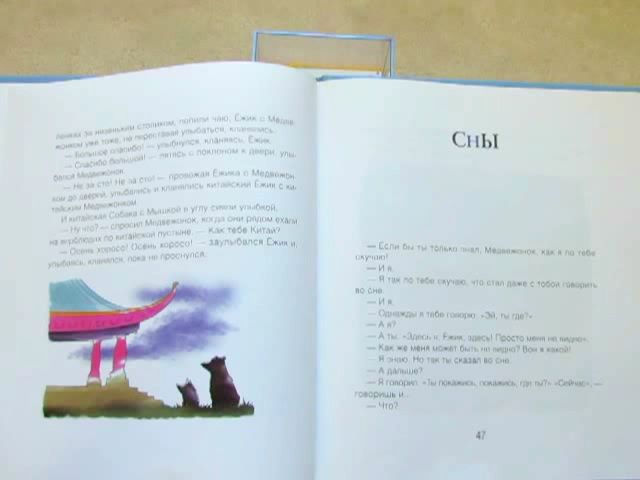 леньким за маленьким столиком, попили чаю, Ёжик с Медве-
жонком уже тоже, не переставая улыбаться, кланялись.
— Большое спасибо! — улыбнулся, кланяясь, Ёжик.
— Спасибо большой! — пятясь с поклоном к двери, улы-
бался Медвежонок.
— Не за сто! Не за сто! — провожая Ёжика с Медвежон-
ком до дверей, улыбались и кланялись китайский Ёжик с ки-
тайским Медвежонком.
И китайская Собака с Мышкой в углу сияли улыбкой.
— Ну что? — спросил Медвежонок, когда они рядом ехали
на верблюдах по китайской пустыне. — Как тебе Китай?
— Осень хоросо! Осень хоросо! — заулыбался Ёжик и,
улыбаясь, кланялся, пока не проснулся.
Сны
— Если бы ты только знал, Медвежонок, как я по тебе
скучаю!
— И я.
— Я так по тебе скучаю, что стал даже с тобой говорить
во сне.
— И я.
— Однажды я тебе говорю: «Эй, ты где?»
— А я?
— А ты: «Здесь я, Ёжик, здесь! Просто меня не видно».
— Как же меня может быть не видно? Вон я какой!
— Я знаю. Но так ты сказал во сне.
— А дальше?
— Я говорил: «Ты покажись, покажись, где ты?» «Сейчас», —
говоришь и...
— Что?
47